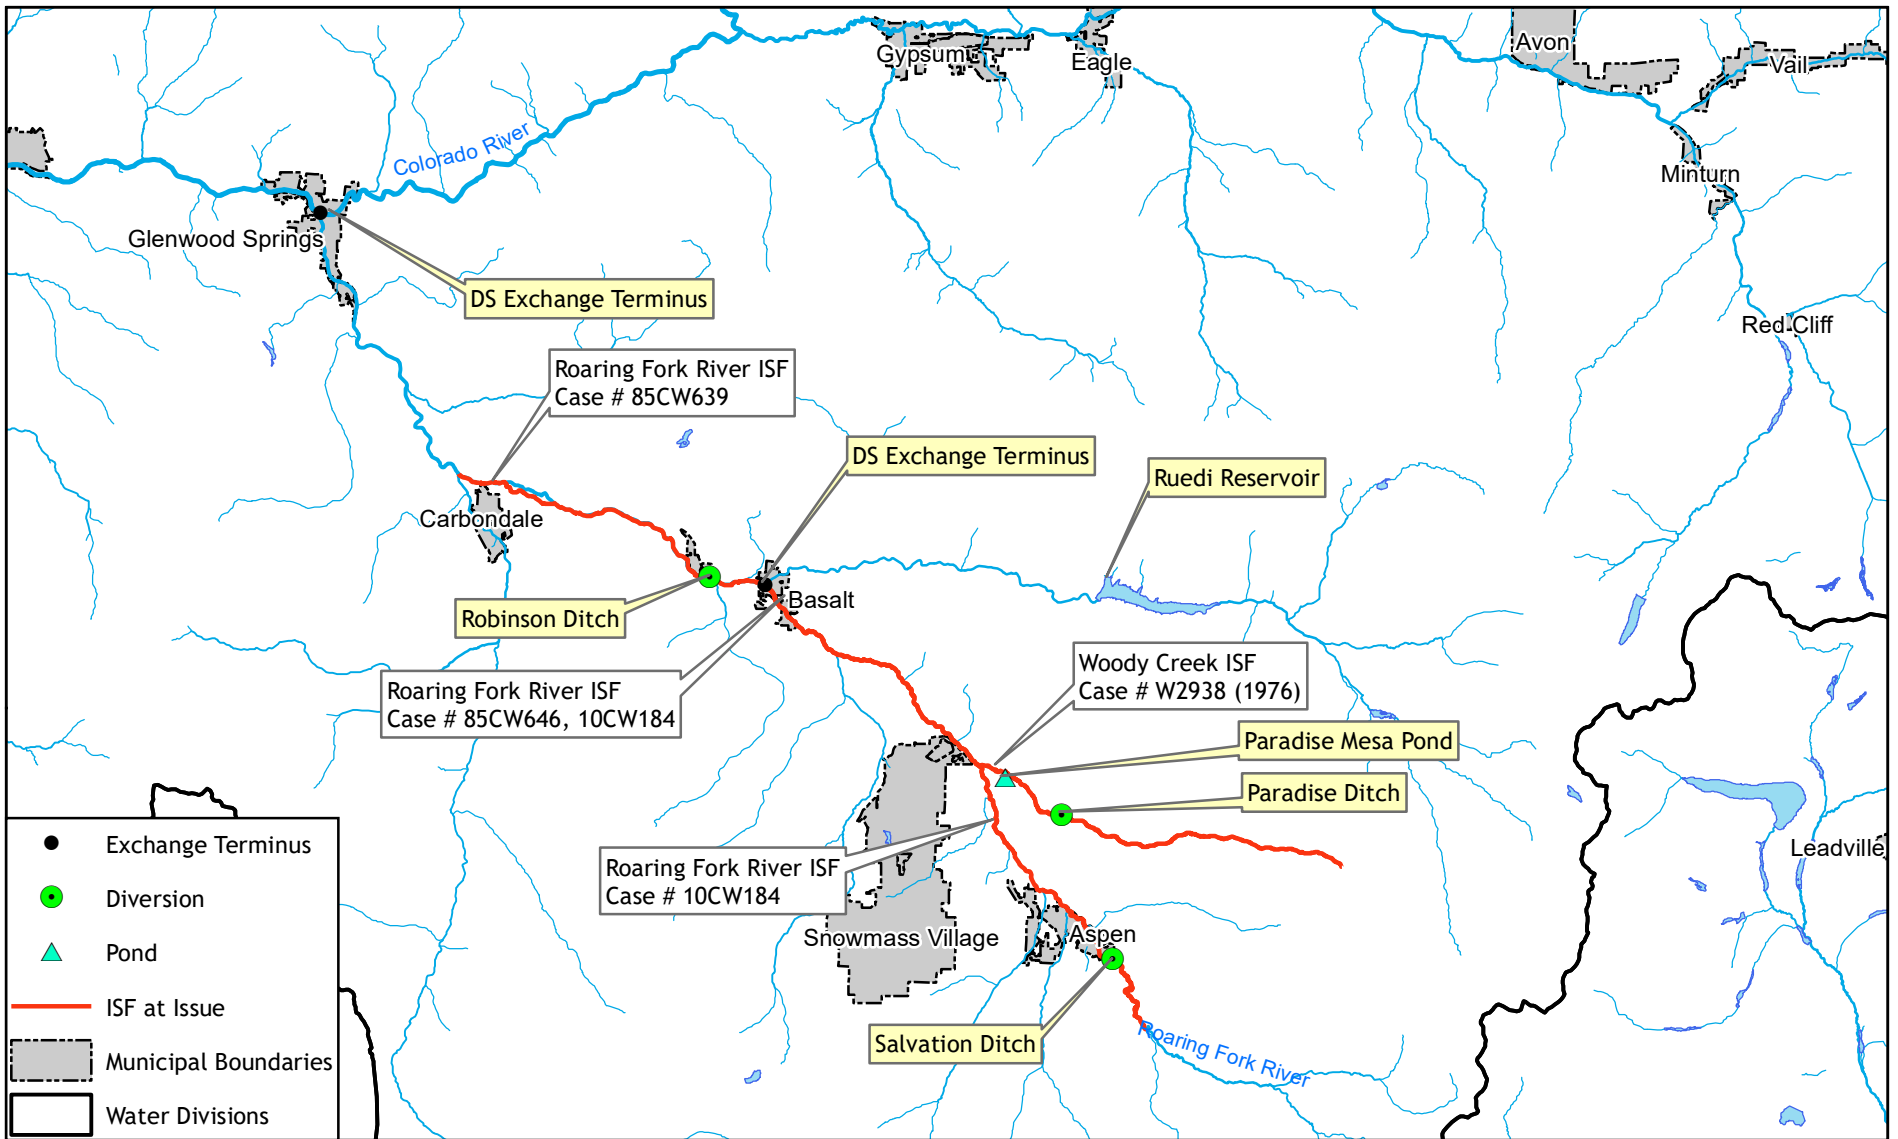 Gypsum
Eagle
Avon
Vail
Colorado River
Minturn
Glenwood Springs
DS Exchange Terminus
Red Cliff
Roaring Fork River ISF
Case # 85CW639
DS Exchange Terminus
Ruedi Reservoir
Carbondale
Robinson Ditch
Basalt
Woody Creek ISF
Case # W2938 (1976)
Roaring Fork River ISF
Case # 85CW646, 10CW184
Paradise Mesa Pond
Paradise Ditch
Leadville
Roaring Fork River ISF
Case # 10CW184
Snowmass Village
Aspen
Salvation Ditch
Roaring Fork River
Exchange Terminus
Diversion
Pond
ISF at Issue
Municipal Boundaries
Water Divisions